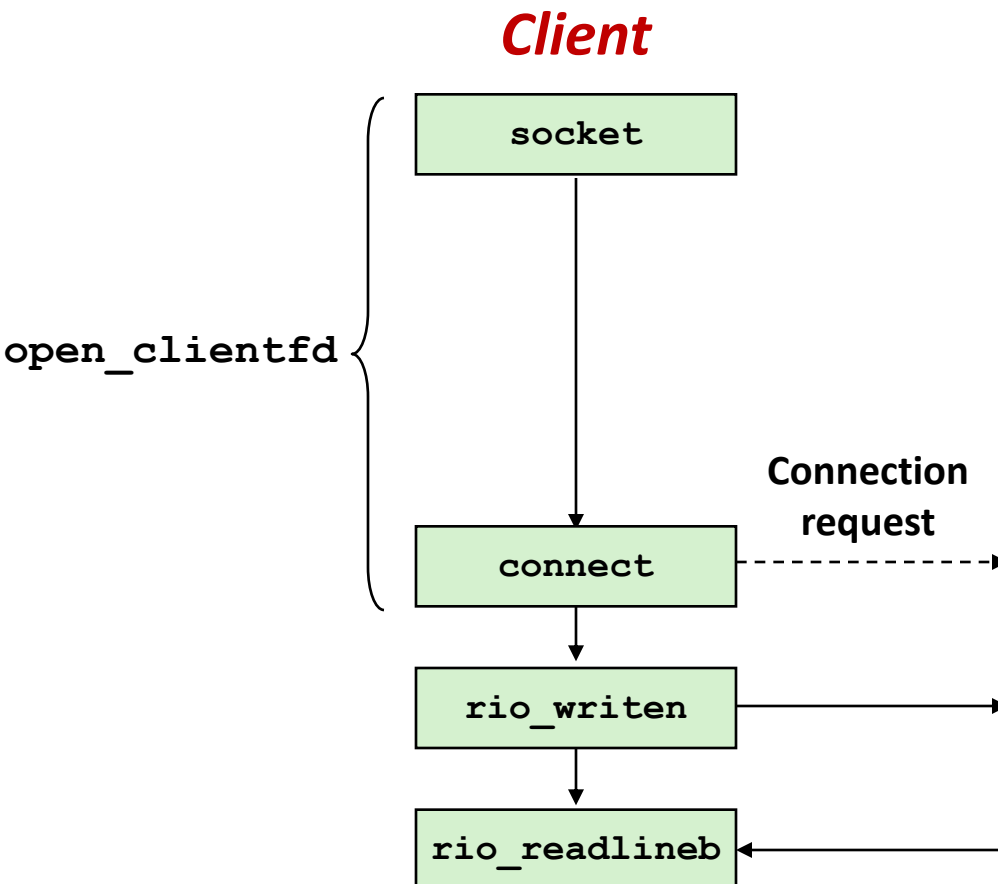 Client
socket
open_clientfd
Connection
request
connect
rio_writen
rio_readlineb